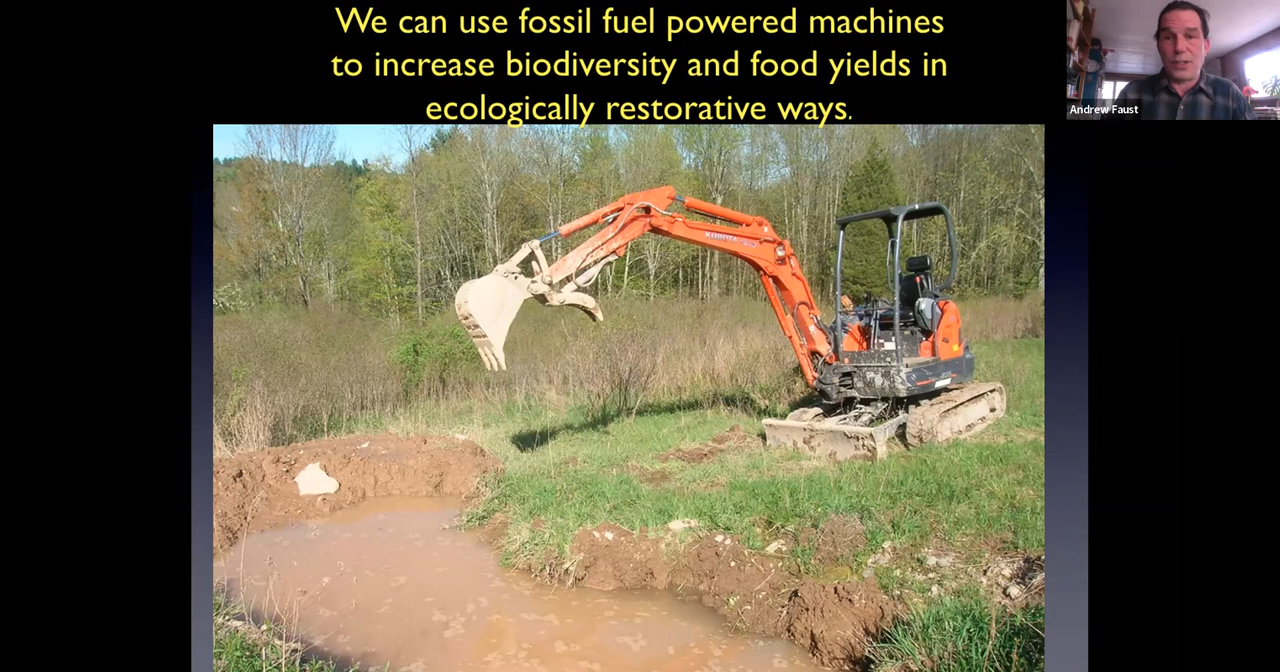 We can use fossil fuel powered machines
to increase biodiversity and food yields in
ecologically restorative ways.
Andrew Faust
KUBOTA